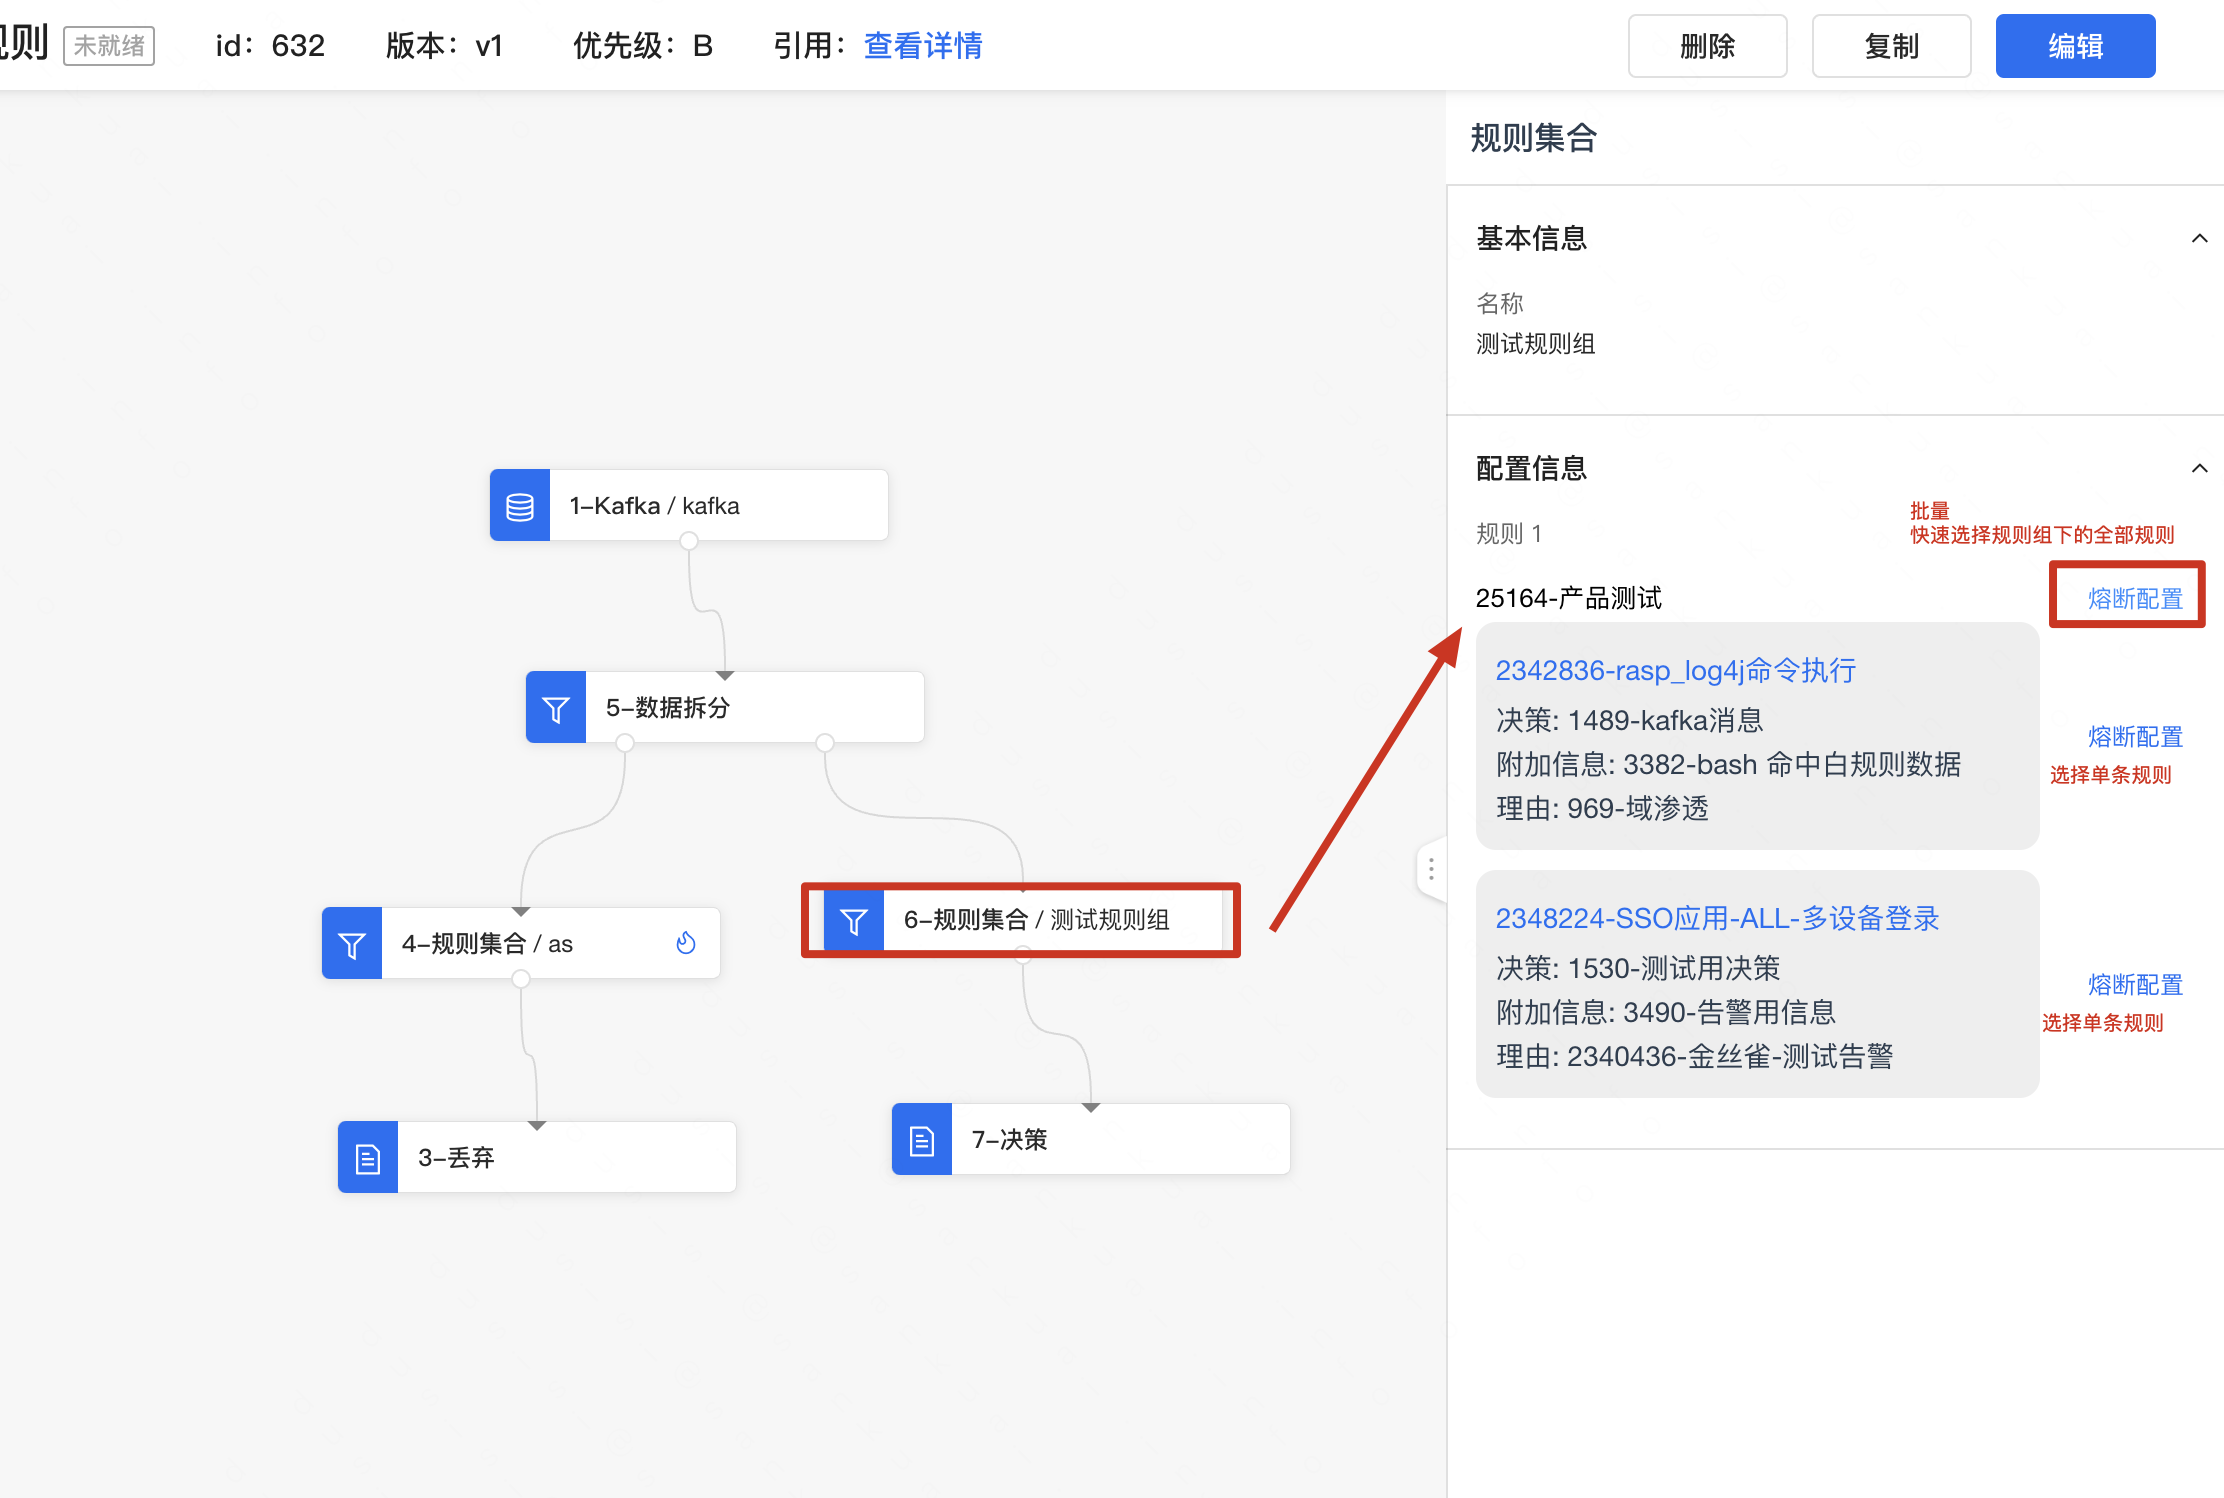 则
未就绪
id：632
版本：v1
优先级：B
引用：查看详情
删除
复制
编辑
1–Kafka / kafka
5–数据拆分
4–规则集合 / as
6–规则集合 / 测试规则组
3–丢弃
7–决策
规则集合
基本信息
名称
测试规则组
配置信息
规则 1
批量
快速选择规则组下的全部规则
25164-产品测试
熔断配置
2342836-rasp_log4j命令执行
决策: 1489-kafka消息
附加信息: 3382-bash 命中白规则数据
理由: 969-域渗透
熔断配置
选择单条规则
2348224-SSO应用-ALL-多设备登录
决策: 1530-测试用决策
附加信息: 3490-告警用信息
理由: 2340436-金丝雀-测试告警
熔断配置
选择单条规则